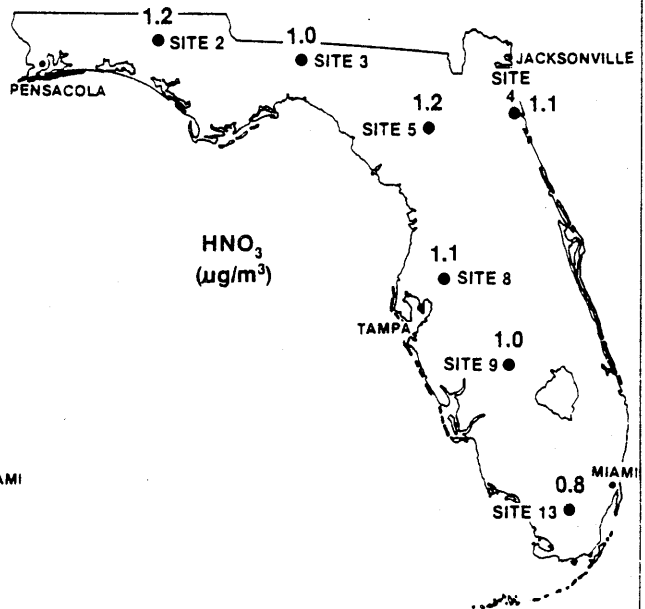 1.2
SITE 2
1.0
SITE 3
JACKSONVILLE
SITE
4
1.1
PENSACOLA
1.2
SITE 5
HNO₃
(µg/m³)
1.1
SITE 8
TAMPA
1.0
SITE 9
AMI
MIAMI
0.8
SITE 13